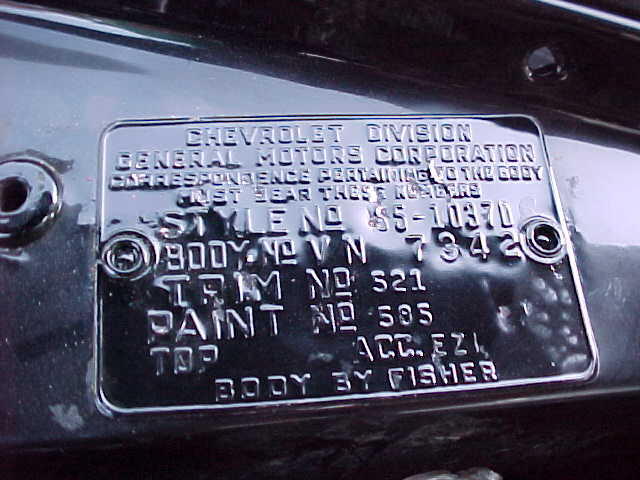 CHEVROLET DIVISION
GENERAL MOTORS CORPORATION
CORRESPONDENCE PERTAINING TO THE BODY
MUST BEAR THESE NUMBERS
STYLE No 55-1037D
BODY No VN 7342
TRIM No 521
PAINT No 585
TOP ACC. EZI
BODY BY FISHER